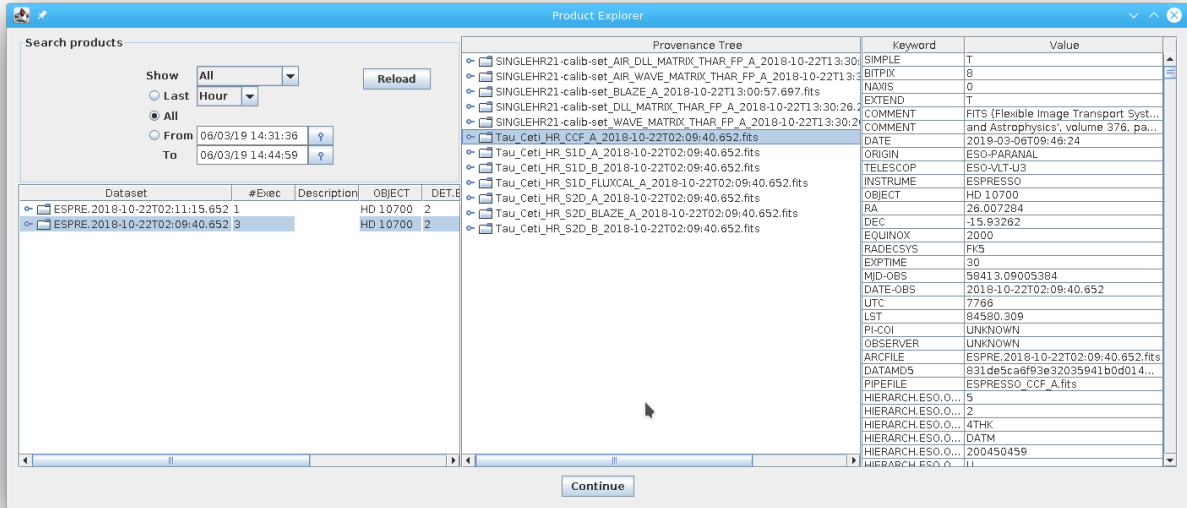 Product Explorer
Search products
Show All
Reload
Last Hour
All
From 06/03/19 14:31:36
To 06/03/19 14:44:59
Dataset #Exec Description OBJECT DET.B
ESPRE.2018-10-22T02:11:15.652 1 HD 10700 2
ESPRE.2018-10-22T02:09:40.652 3 HD 10700 2
Provenance Tree
SINGLEHR21-calib-set_AIR_DLL_MATRIX_THAR_FP_A_2018-10-22T13:30:
SINGLEHR21-calib-set_AIR_WAVE_MATRIX_THAR_FP_A_2018-10-22T13:3
SINGLEHR21-calib-set_BLAZE_A_2018-10-22T13:00:57.697.fits
SINGLEHR21-calib-set_DLL_MATRIX_THAR_FP_A_2018-10-22T13:30:26.2
SINGLEHR21-calib-set_WAVE_MATRIX_THAR_FP_A_2018-10-22T13:30:2
Tau_Ceti_HR_CCF_A_2018-10-22T02:09:40.652.fits
Tau_Ceti_HR_S1D_A_2018-10-22T02:09:40.652.fits
Tau_Ceti_HR_S1D_B_2018-10-22T02:09:40.652.fits
Tau_Ceti_HR_S1D_FLUXCAL_A_2018-10-22T02:09:40.652.fits
Tau_Ceti_HR_S2D_A_2018-10-22T02:09:40.652.fits
Tau_Ceti_HR_S2D_BLAZE_A_2018-10-22T02:09:40.652.fits
Tau_Ceti_HR_S2D_B_2018-10-22T02:09:40.652.fits
Keyword Value
SIMPLE T
BITPIX 8
NAXIS 0
EXTEND T
COMMENT FITS (Flexible Image Transport Syst...
COMMENT and Astrophysics', volume 376, pa...
DATE 2019-03-06T09:46:24
ORIGIN ESO-PARANAL
TELESCOP ESO-VLT-U3
INSTRUME ESPRESSO
OBJECT HD 10700
RA 26.007284
DEC -15.93262
EQUINOX 2000
RADECSYS FK5
EXPTIME 30
MJD-OBS 58413.09005384
DATE-OBS 2018-10-22T02:09:40.652
UTC 7766
LST 84580.309
PI-COI UNKNOWN
OBSERVER UNKNOWN
ARCFILE ESPRE.2018-10-22T02:09:40.652.fits
DATAMD5 831de5ca6f93e32035941b0d014...
PIPEFILE ESPRESSO_CCF_A.fits
HIERARCH.ESO.O... 5
HIERARCH.ESO.O... 2
HIERARCH.ESO.O... 4THK
HIERARCH.ESO.O... DATM
HIERARCH.ESO.O... 200450459
HIERARCH.ESO.O...
Continue